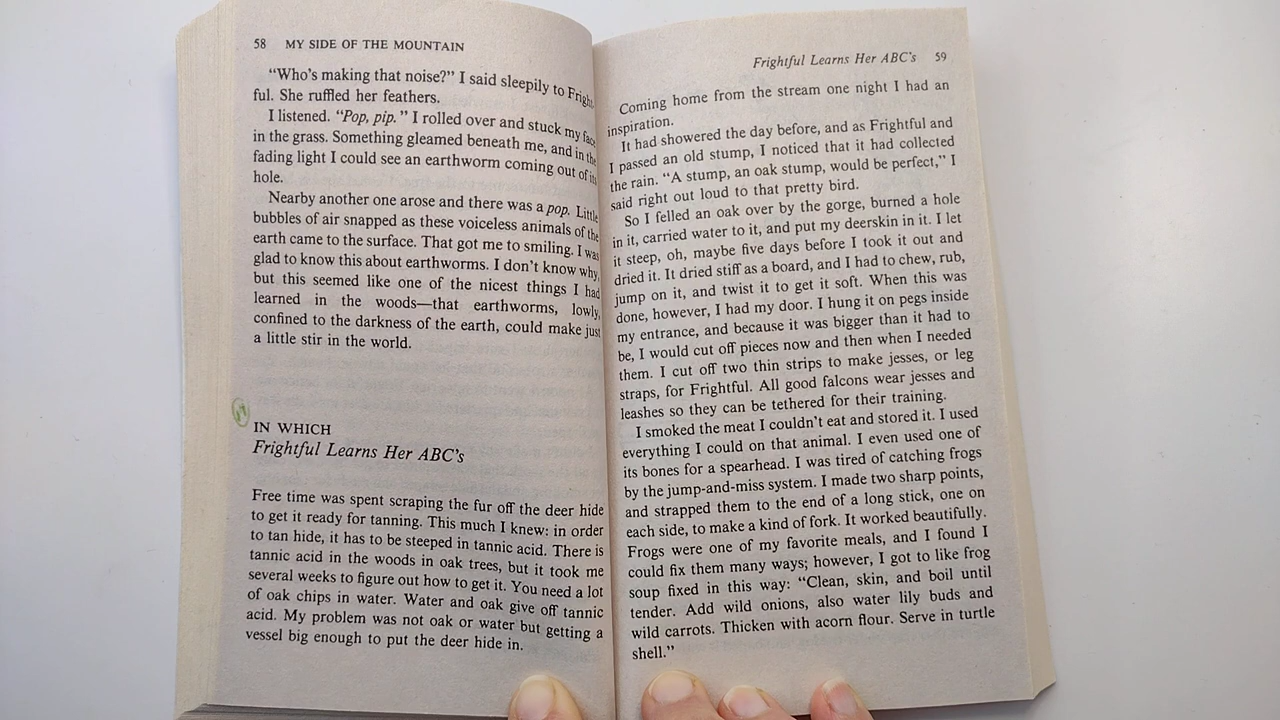 58 MY SIDE OF THE MOUNTAIN
“Who’s making that noise?” I said sleepily to Fright-
ful. She ruffled her feathers.
I listened. “Pop, pip.” I rolled over and stuck my face
in the grass. Something gleamed beneath me, and in the
fading light I could see an earthworm coming out of its
hole.
Nearby another one arose and there was a pop. Little
bubbles of air snapped as these voiceless animals of the
earth came to the surface. That got me to smiling. I was
glad to know this about earthworms. I don’t know why,
but this seemed like one of the nicest things I had
learned in the woods—that earthworms, lowly,
confined to the darkness of the earth, could make just
a little stir in the world.
IN WHICH
Frightful Learns Her ABC’s
Free time was spent scraping the fur off the deer hide
to get it ready for tanning. This much I knew: in order
to tan hide, it has to be steeped in tannic acid. There is
tannic acid in the woods in oak trees, but it took me
several weeks to figure out how to get it. You need a lot
of oak chips in water. Water and oak give off tannic
acid. My problem was not oak or water but getting a
vessel big enough to put the deer hide in.
Frightful Learns Her ABC’s 59
Coming home from the stream one night I had an
inspiration.
It had showered the day before, and as Frightful and
I passed an old stump, I noticed that it had collected
the rain. “A stump, an oak stump, would be perfect,” I
said right out loud to that pretty bird.
So I felled an oak over by the gorge, burned a hole
in it, carried water to it, and put my deerskin in it. I let
it steep, oh, maybe five days before I took it out and
dried it. It dried stiff as a board, and I had to chew, rub,
jump on it, and twist it to get it soft. When this was
done, however, I had my door. I hung it on pegs inside
my entrance, and because it was bigger than it had to
be, I would cut off pieces now and then when I needed
them. I cut off two thin strips to make jesses, or leg
straps, for Frightful. All good falcons wear jesses and
leashes so they can be tethered for their training.
I smoked the meat I couldn’t eat and stored it. I used
everything I could on that animal. I even used one of
its bones for a spearhead. I was tired of catching frogs
by the jump-and-miss system. I made two sharp points,
and strapped them to the end of a long stick, one on
each side, to make a kind of fork. It worked beautifully.
Frogs were one of my favorite meals, and I found I
could fix them many ways; however, I got to like frog
soup fixed in this way: “Clean, skin, and boil until
tender. Add wild onions, also water lily buds and
wild carrots. Thicken with acorn flour. Serve in turtle
shell.”